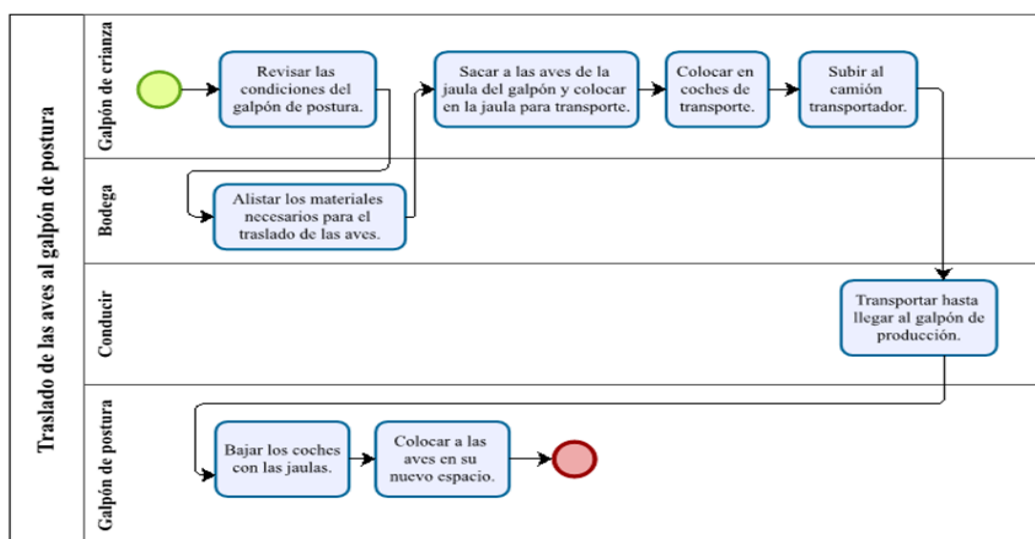 Traslado de las aves al galpón de postura
Galpón de crianza
Revisar las
condiciones del
galpón de postura.
Sacar a las aves de la
jaula del galpón y colocar
en la jaula para transporte.
Colocar en
coches de
transporte.
Subir al
camión
transportador.
Bodega
Alistar los materiales
necesarios para el
traslado de las aves.
Conducir
Transportar hasta
llegar al galpón de
producción.
Galpón de postura
Bajar los coches
con las jaulas.
Colocar a las
aves en su
nuevo espacio.